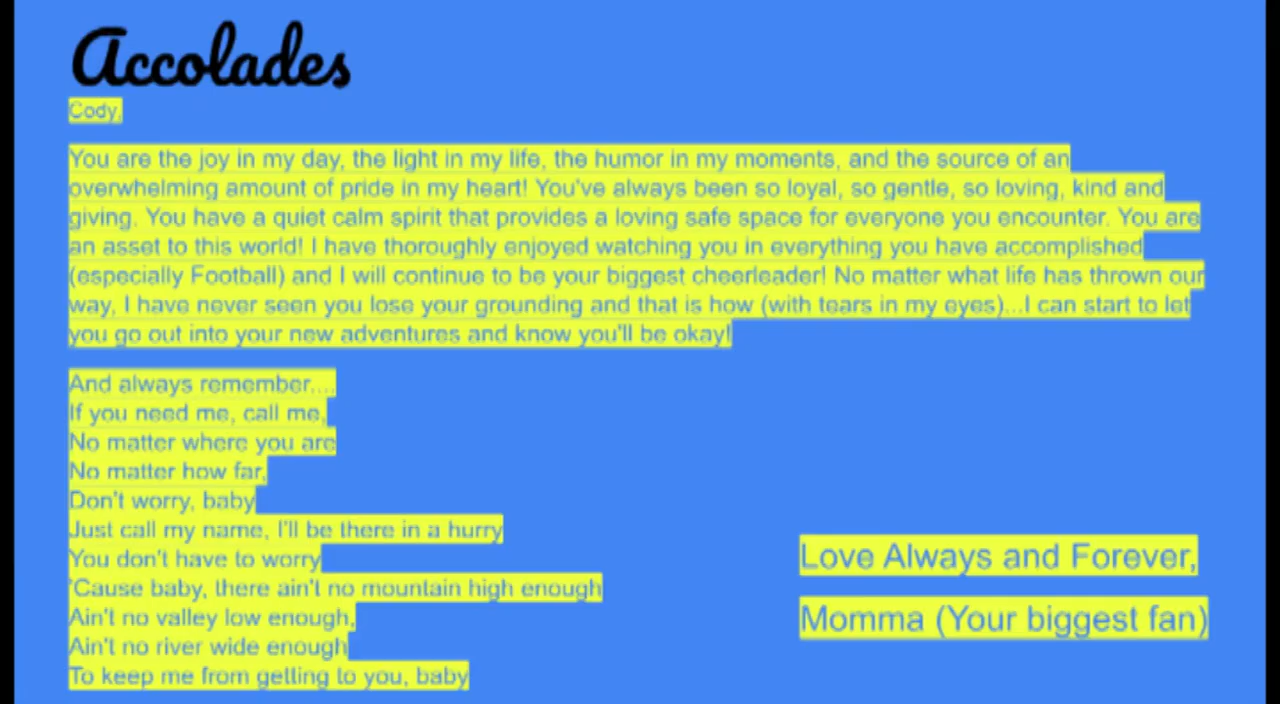 Accolades
Cody,
You are the joy in my day, the light in my life, the humor in my moments, and the source of an
overwhelming amount of pride in my heart! You've always been so loyal, so gentle, so loving, kind and
giving. You have a quiet calm spirit that provides a loving safe space for everyone you encounter. You are
an asset to this world! I have thoroughly enjoyed watching you in everything you have accomplished
(especially Football) and I will continue to be your biggest cheerleader! No matter what life has thrown our
way, I have never seen you lose your grounding and that is how (with tears in my eyes)...I can start to let
you go out into your new adventures and know you'll be okay!
And always remember....
If you need me, call me,
No matter where you are
No matter how far,
Don't worry, baby
Just call my name, I'll be there in a hurry
You don't have to worry
'Cause baby, there ain't no mountain high enough
Ain't no valley low enough,
Ain't no river wide enough
To keep me from getting to you, baby
Love Always and Forever,
Momma (Your biggest fan)